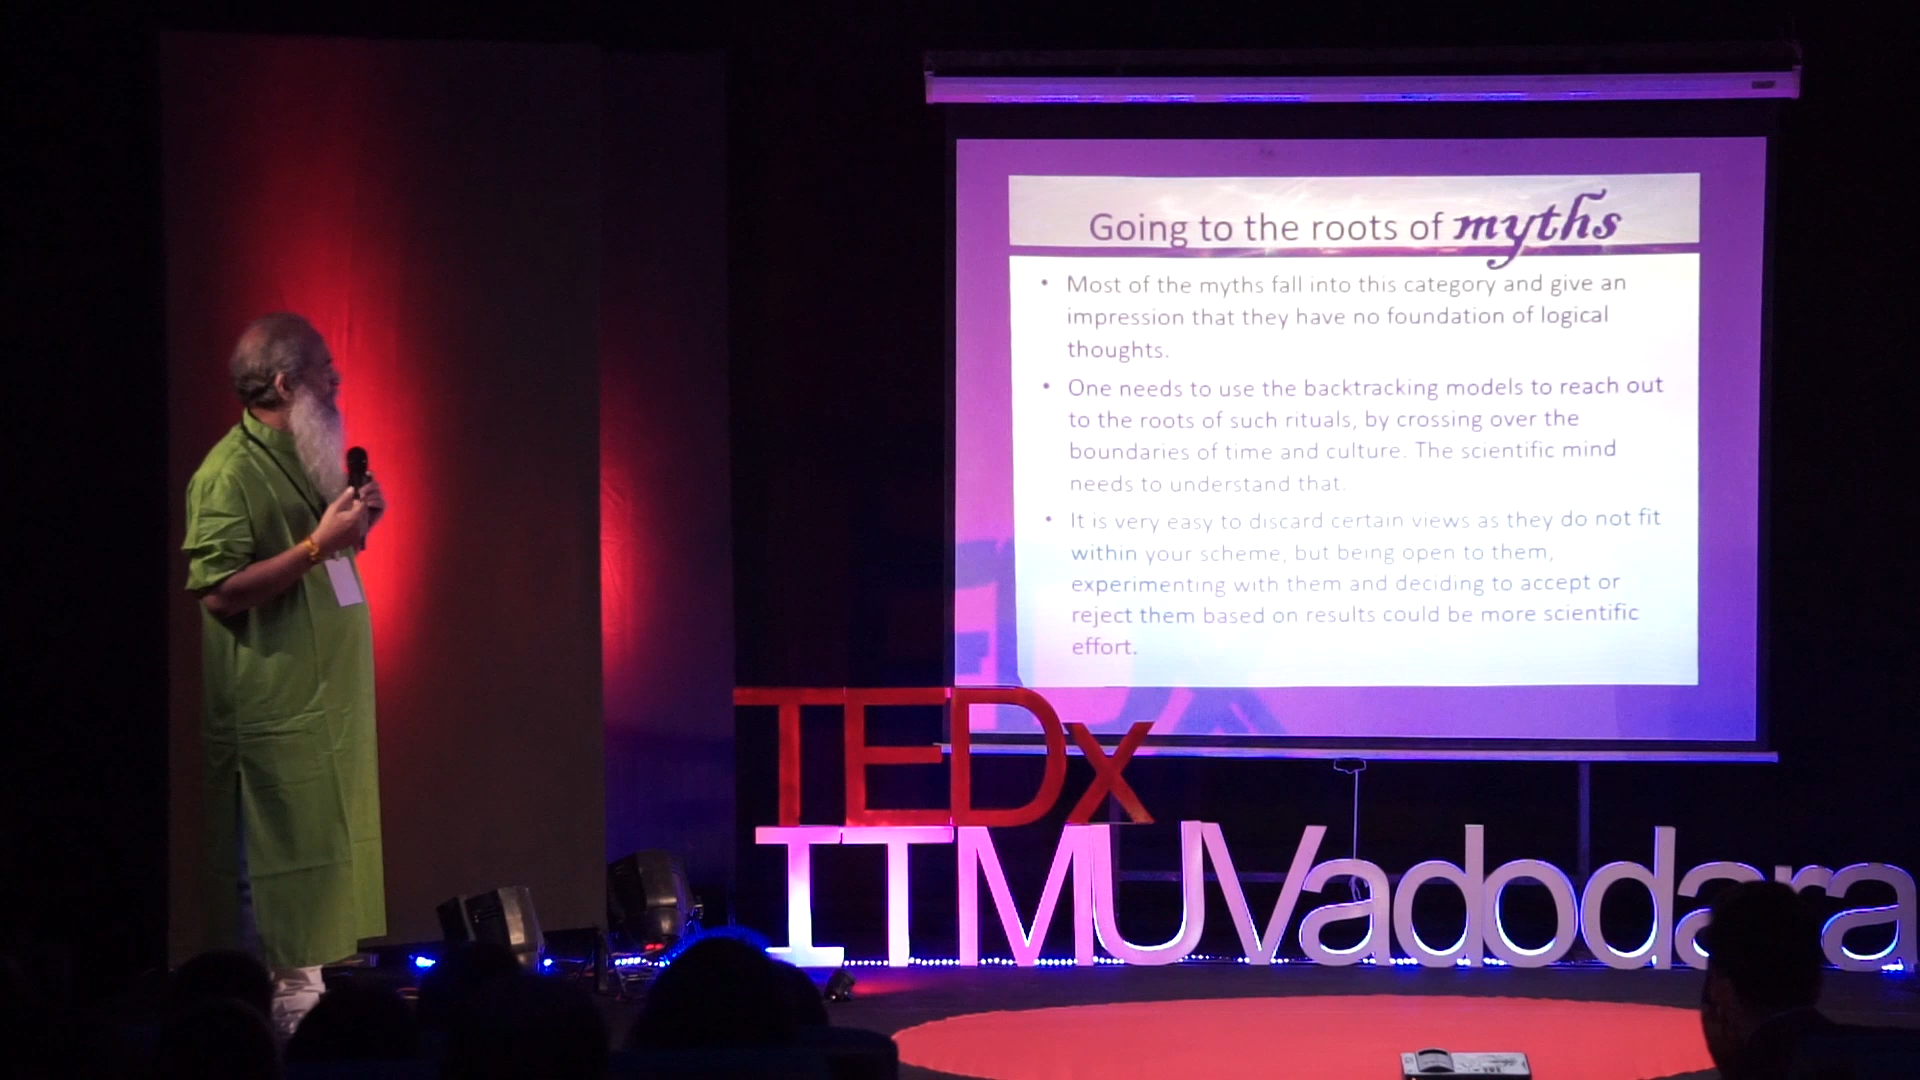 Going to the roots of myths
• Most of the myths fall into this category and give an
impression that they have no foundation of logical
thoughts.
• One needs to use the backtracking models to reach out
to the roots of such rituals, by crossing over the
boundaries of time and culture. The scientific mind
needs to understand that.
• It is very easy to discard certain views as they do not fit
within your scheme, but being open to them,
experimenting with them and deciding to accept or
reject them based on results could be more scientific
effort.
TEDx
ITMUVadodara